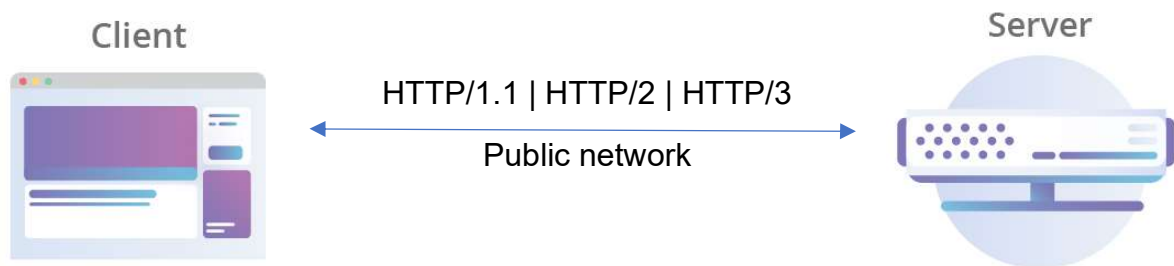 Client
Server
HTTP/1.1 | HTTP/2 | HTTP/3
Public network